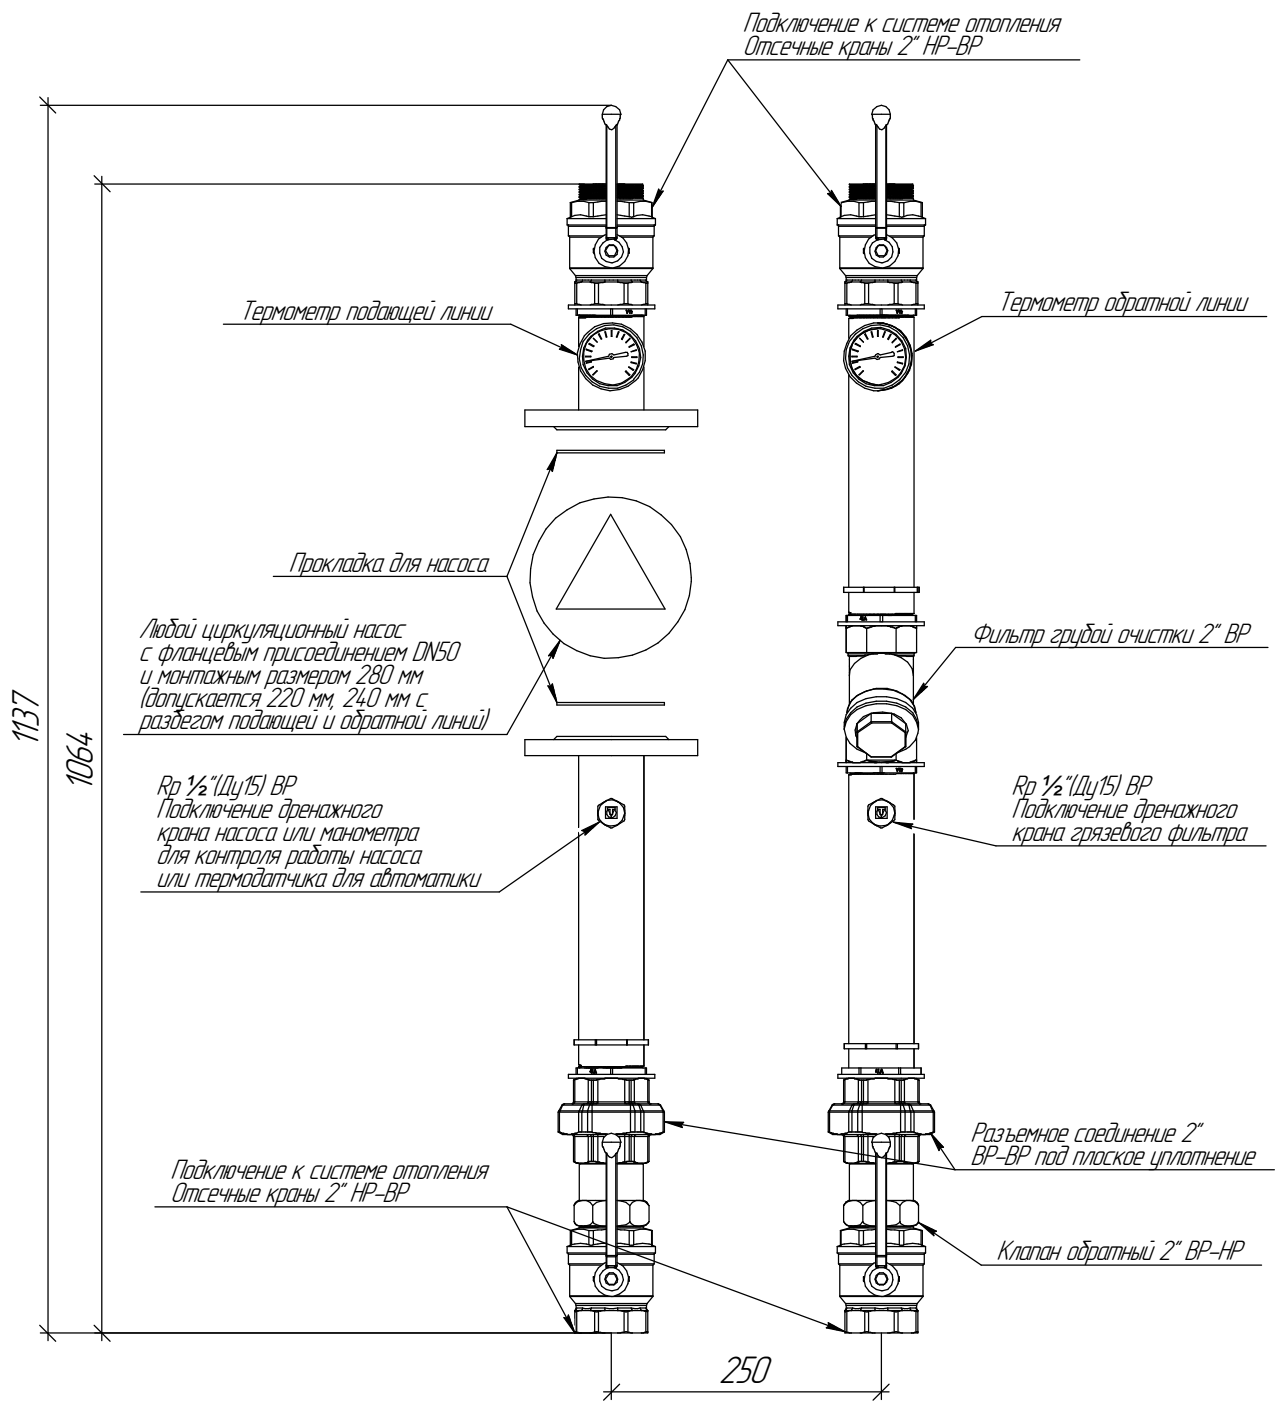 Подключение к системе отопления
Отсечные краны 2" НР-ВР
Термометр подающей линии
Термометр обратной линии
Прокладка для насоса
Любой циркуляционный насос
с фланцевым присоединением DN50
и монтажным размером 280 мм
(допускается 220 мм, 240 мм с
разбегом подающей и обратной линий)
Фильтр грубой очистки 2" ВР
1137
1064
Rp ½"(Ду15) ВР
Подключение дренажного
крана насоса или манометра
для контроля работы насоса
или термодатчика для автоматики
Rp ½"(Ду15) ВР
Подключение дренажного
крана грязевого фильтра
Разъемное соединение 2"
ВР-ВР под плоское уплотнение
Подключение к системе отопления
Отсечные краны 2" НР-ВР
Клапан обратный 2" ВР-НР
250